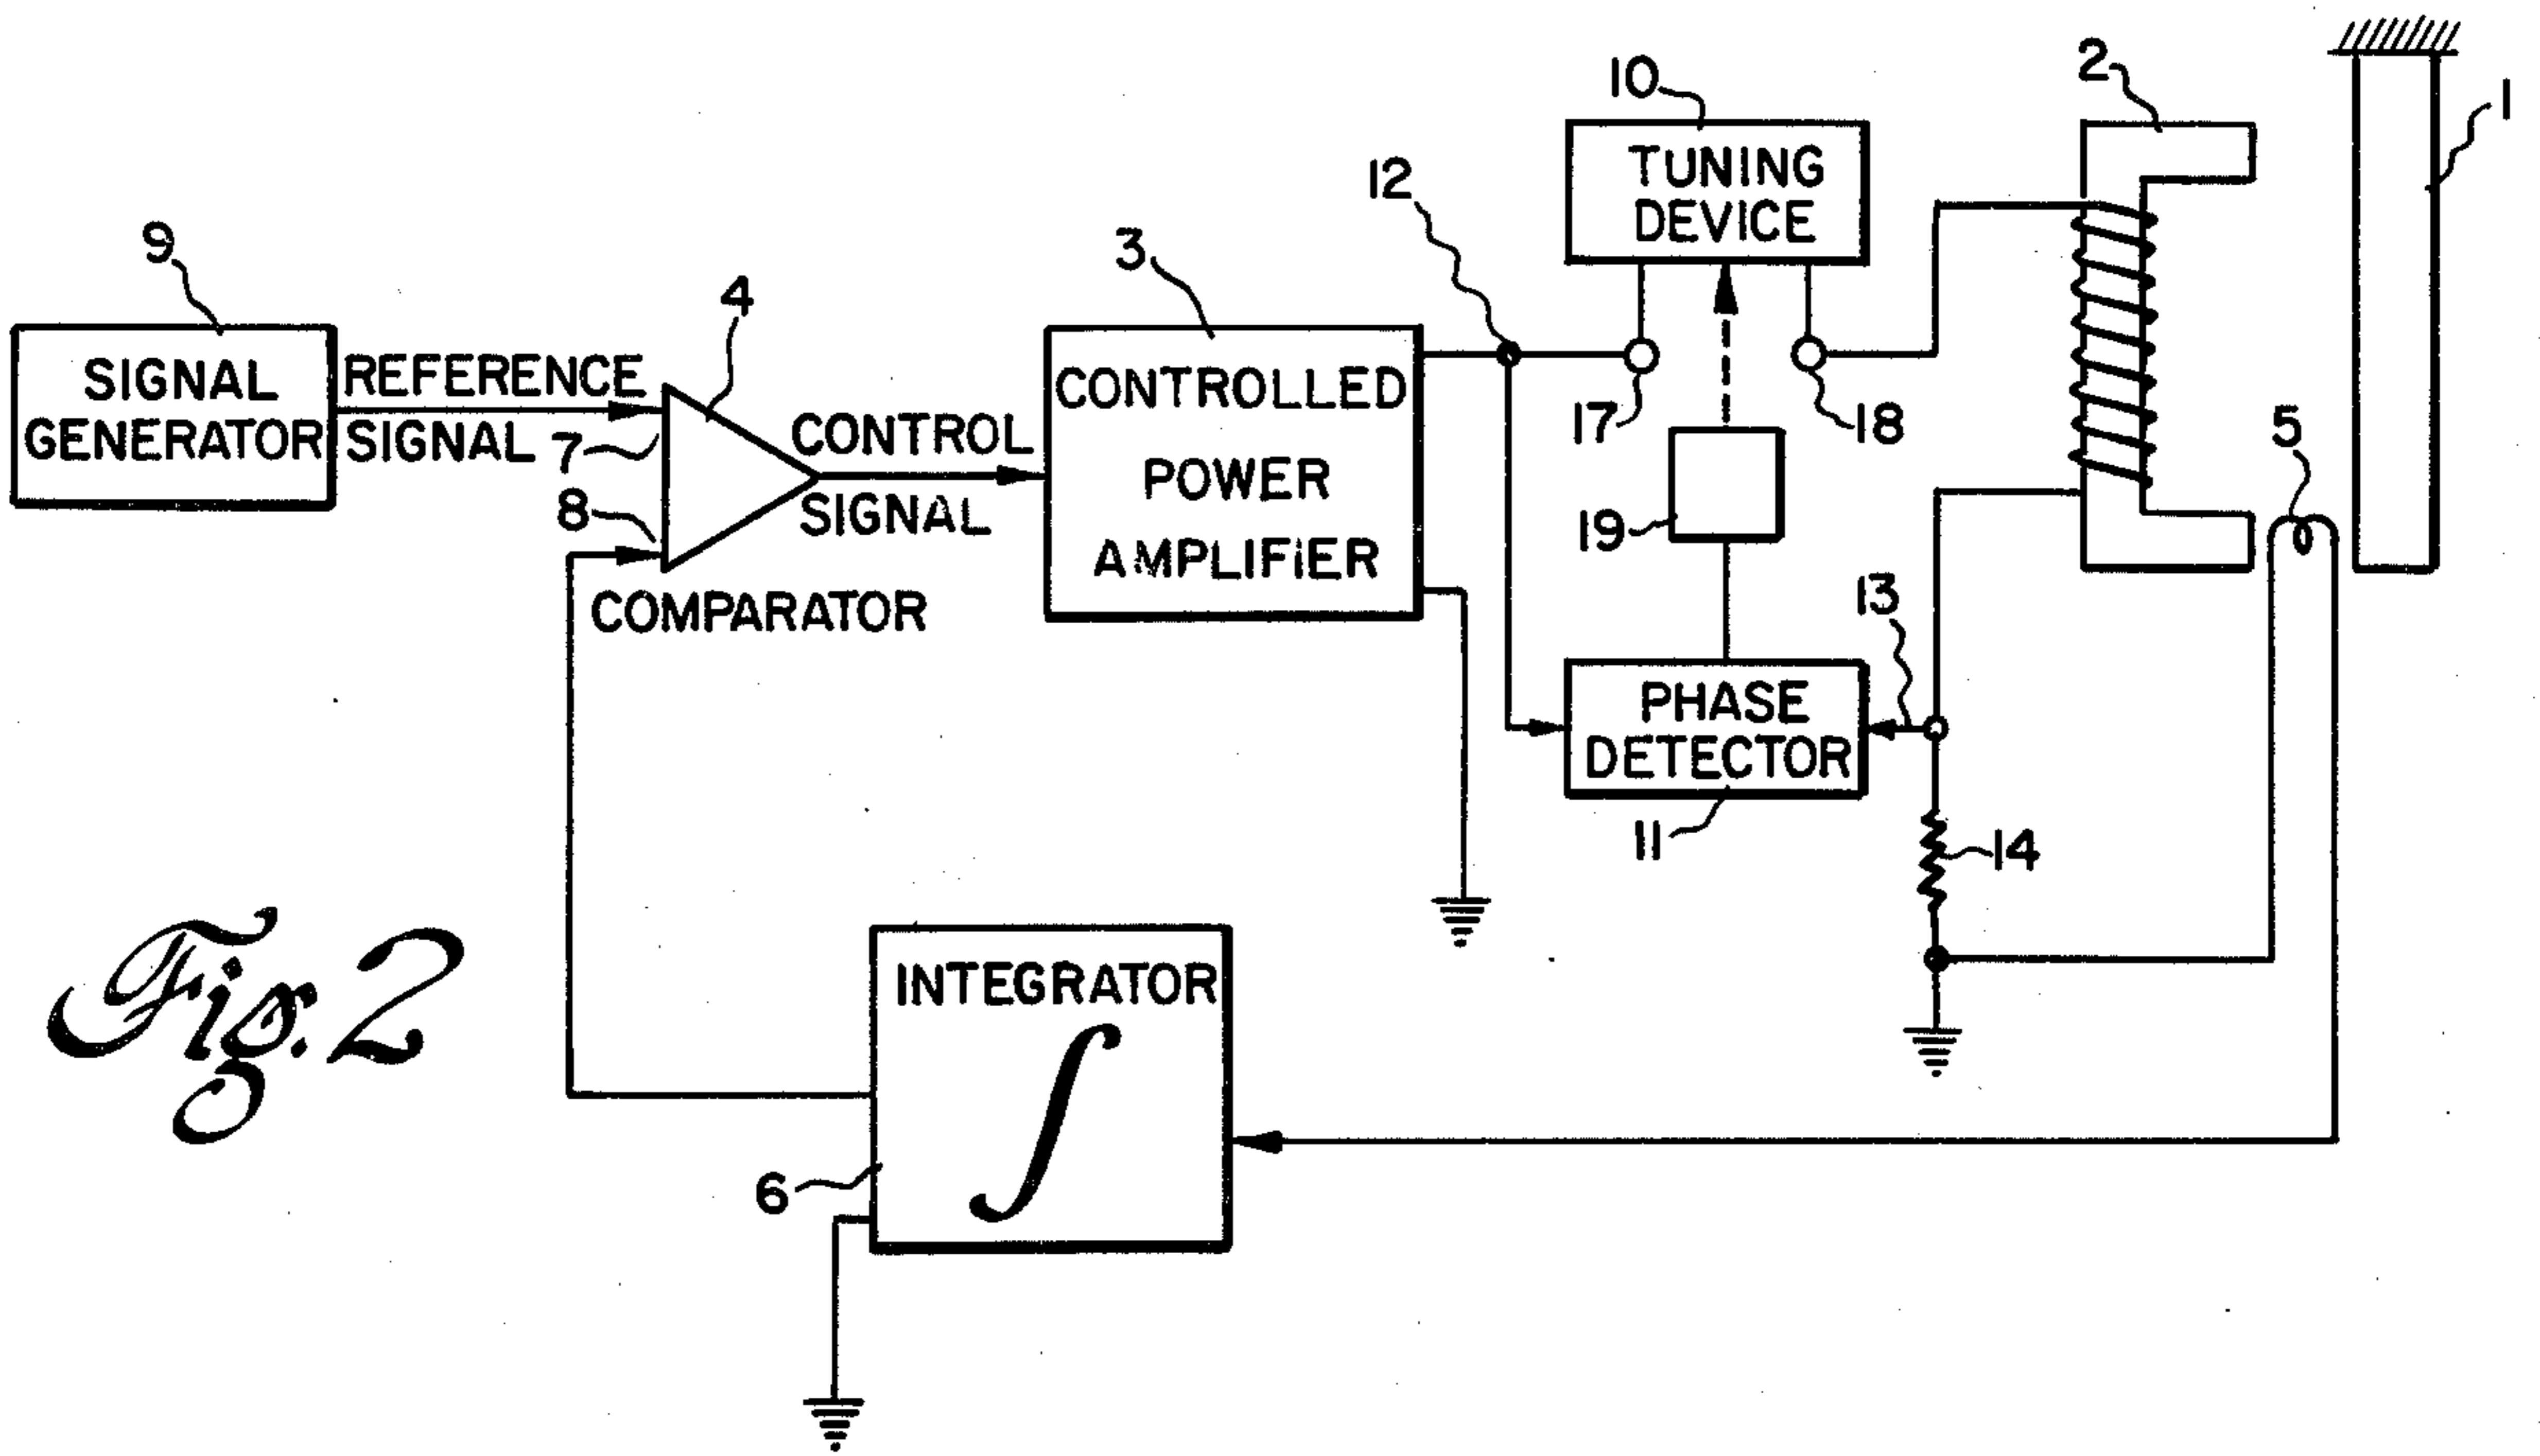 2
1
10
TUNING
DEVICE
12
9
3
4
SIGNAL
GENERATOR
REFERENCE
SIGNAL
7
8
CONTROL
SIGNAL
COMPARATOR
CONTROLLED
POWER
AMPLIFIER
17
18
5
19
13
PHASE
DETECTOR
11
14
INTEGRATOR
∫
6
Fig. 2